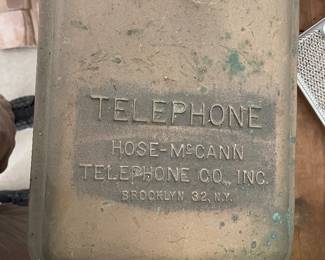 TELEPHONE
HOSE-McCANN
TELEPHONE CO., INC.
BROOKLYN 32, N.Y.